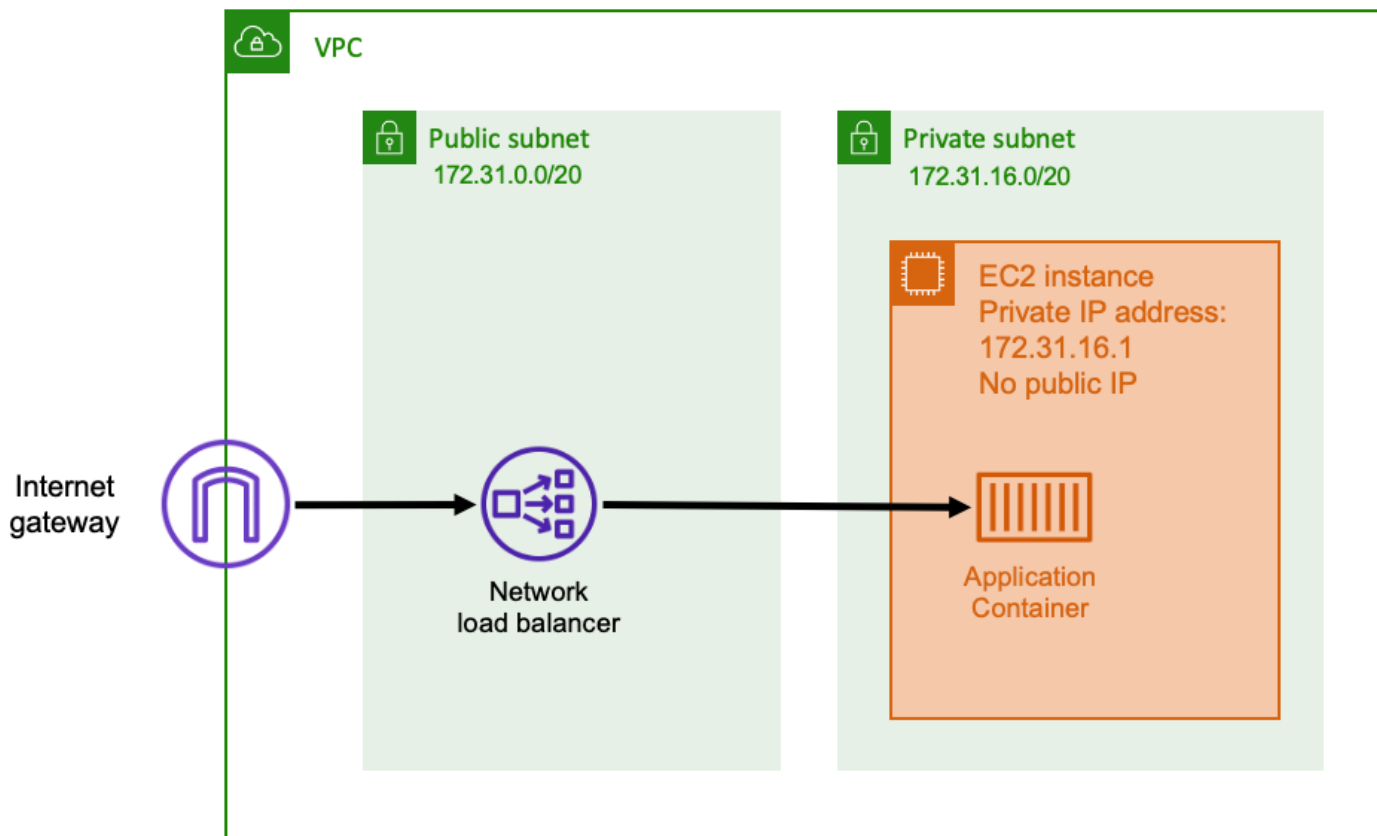 VPC
Public subnet
172.31.0.0/20
Private subnet
172.31.16.0/20
EC2 instance
Private IP address:
172.31.16.1
No public IP
Internet
gateway
Network
load balancer
Application
Container